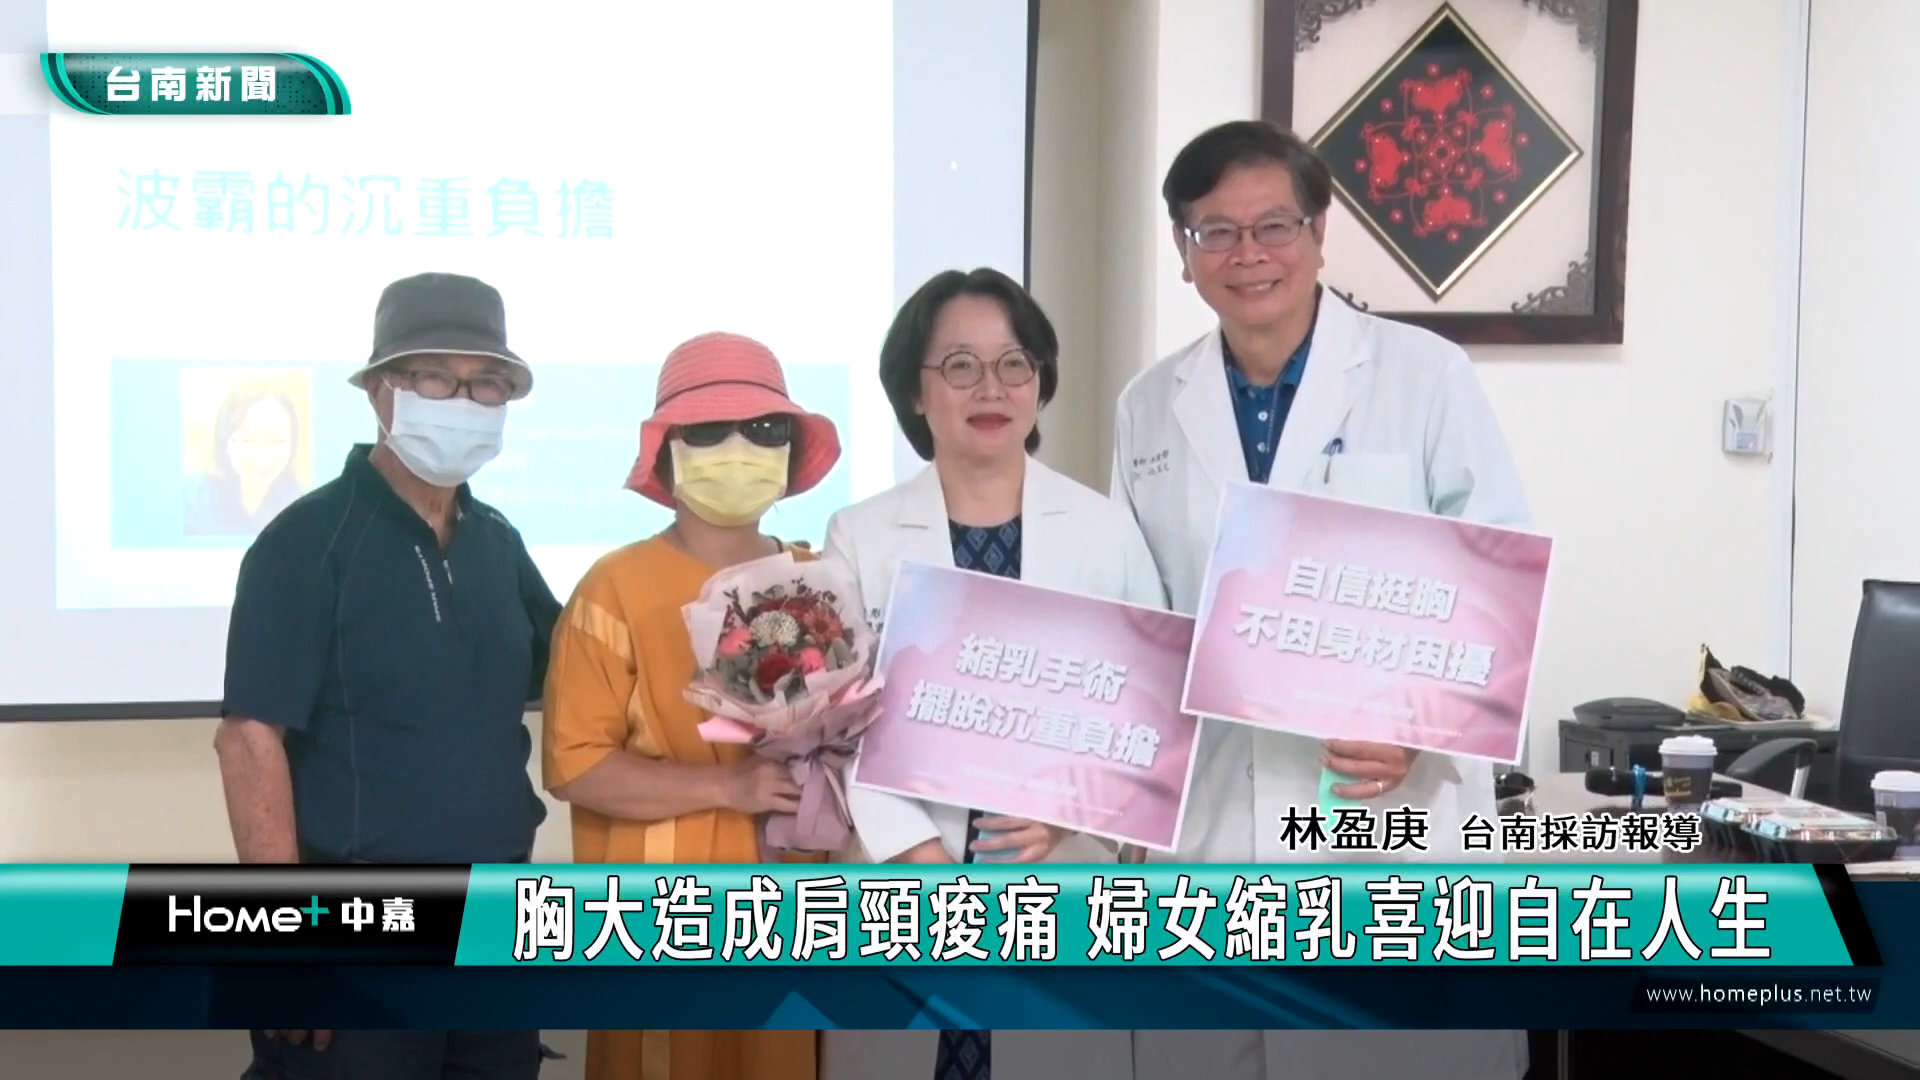 台南新聞
波霸的沉重負擔
自信挺胸
不因身材困擾
縮乳手術
擺脫沉重負擔
林盈庚 台南採訪報導
Home+中嘉
胸大造成肩頸痠痛 婦女縮乳喜迎自在人生
www.homeplus.net.tw